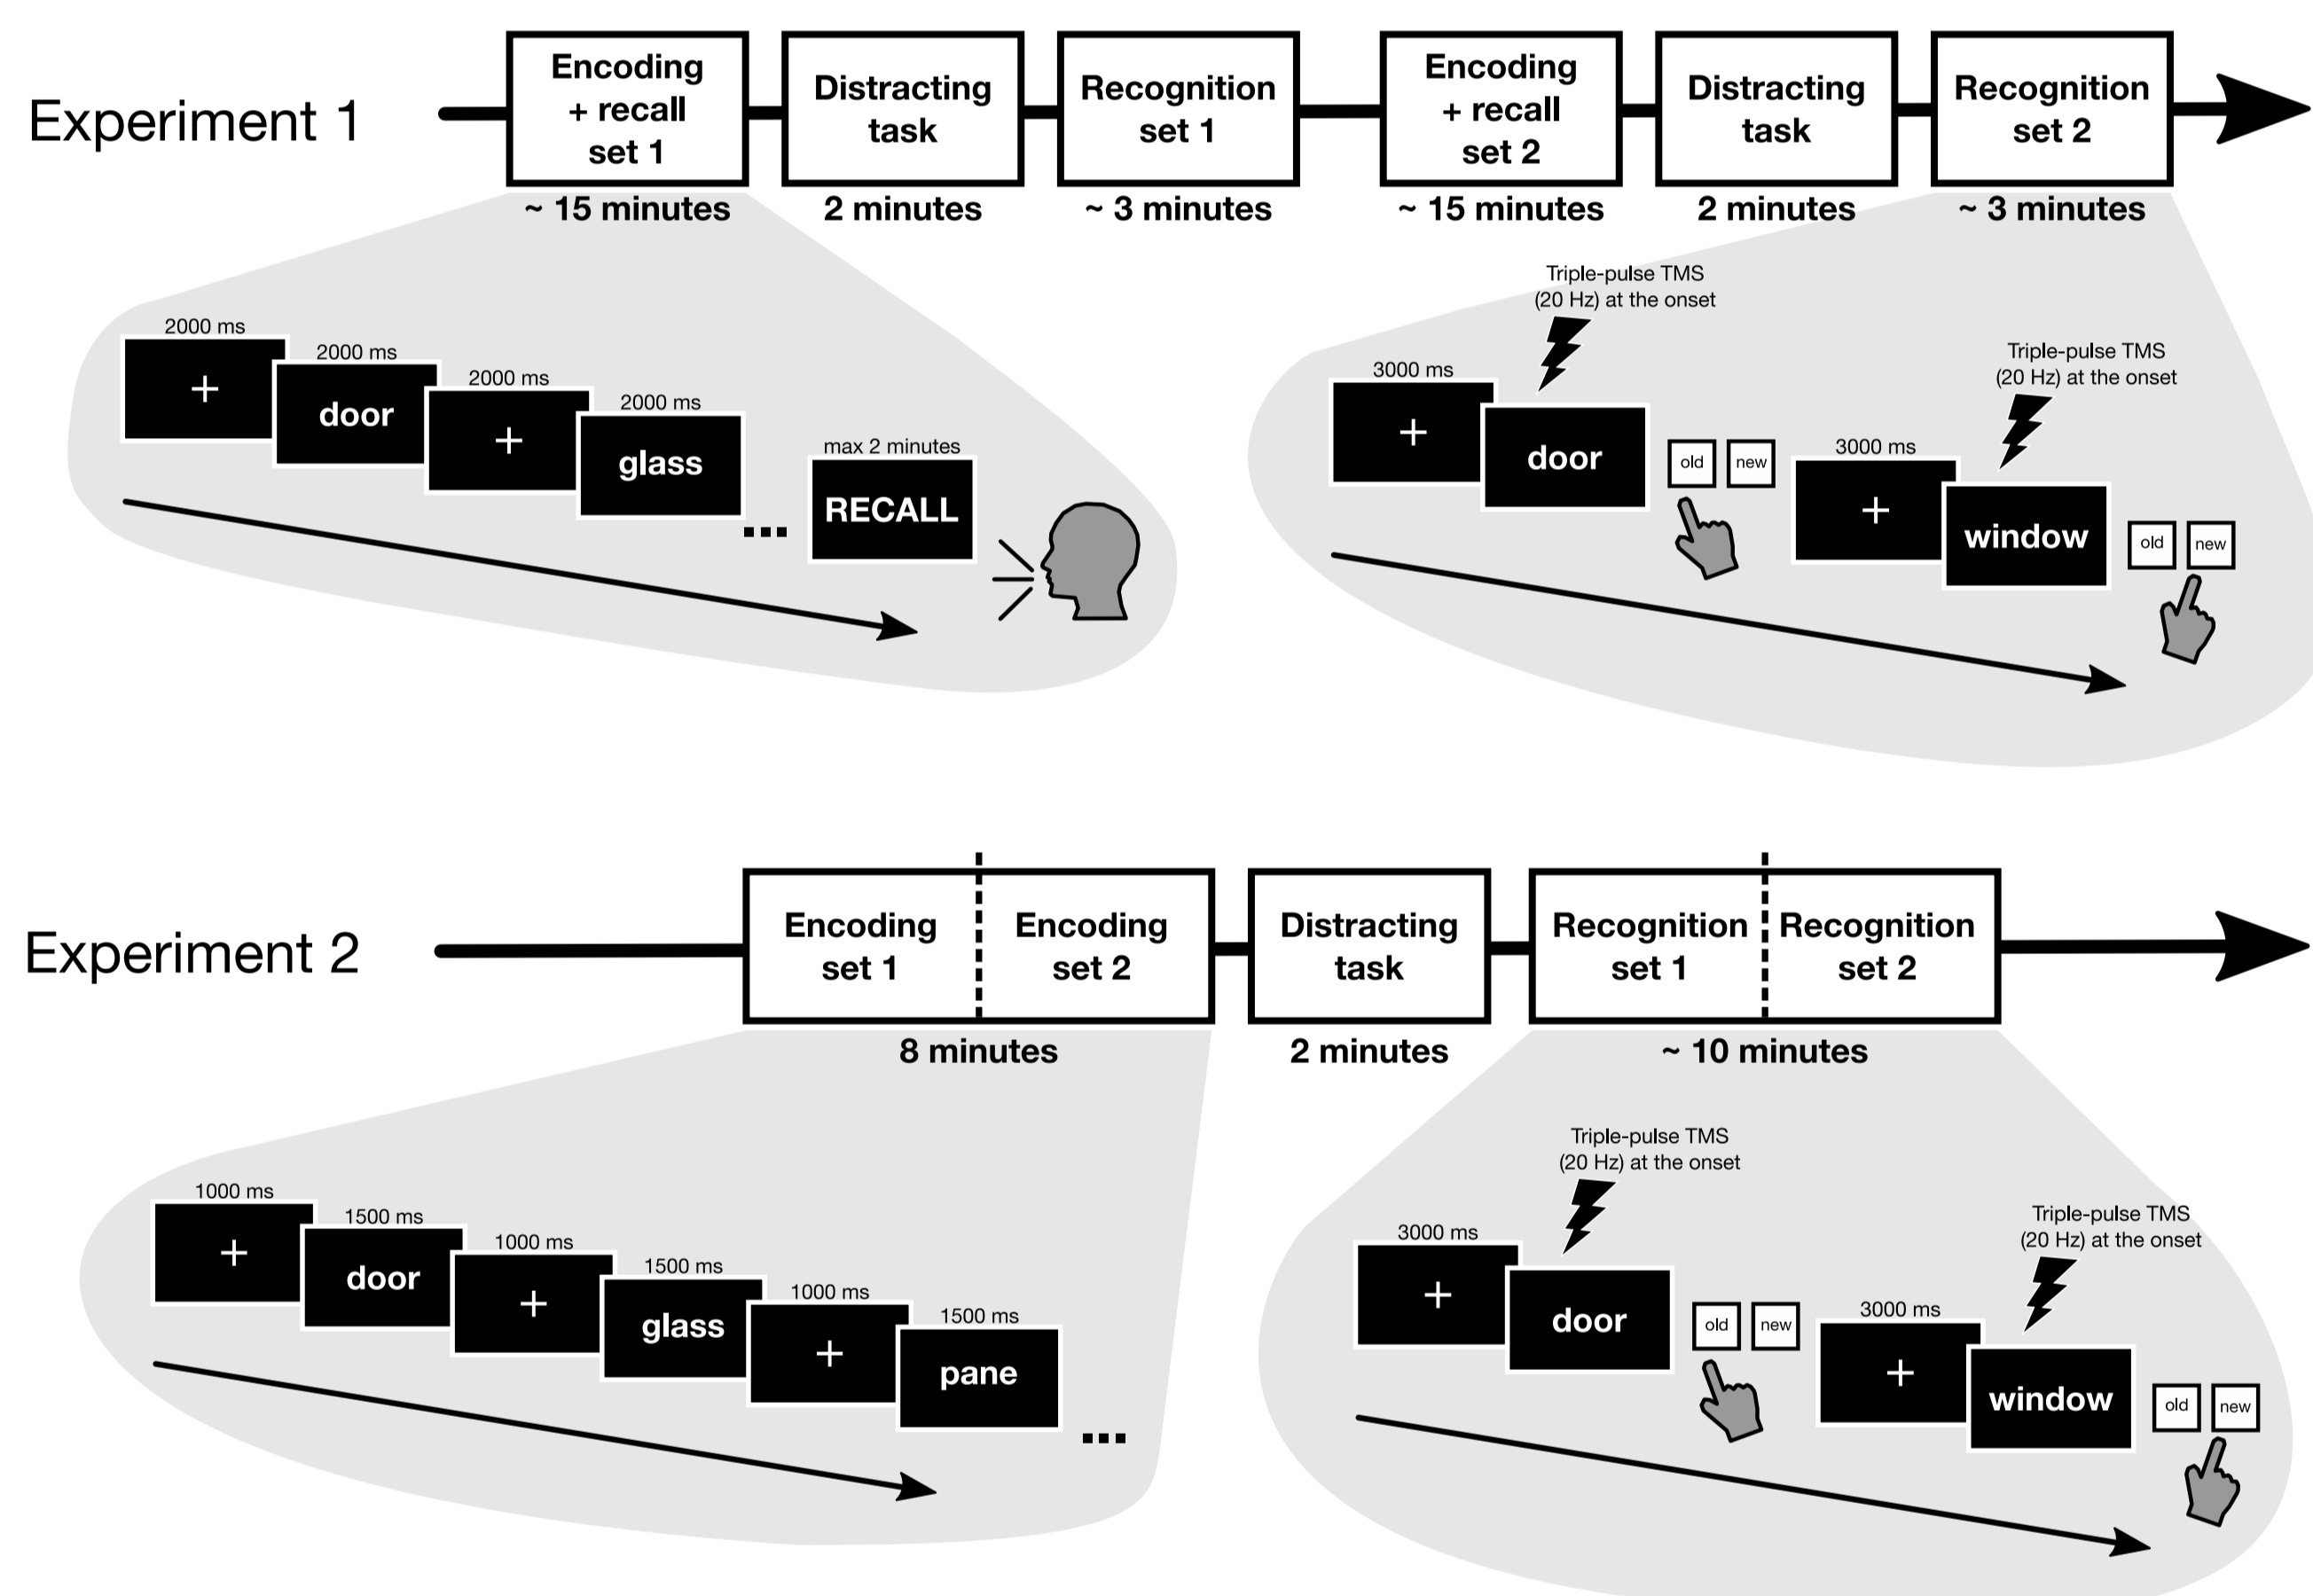 Experiment 1
Encoding
+ recall
set 1
~ 15 minutes
Distracting
task
2 minutes
Recognition
set 1
~ 3 minutes
Encoding
+ recall
set 2
~ 15 minutes
Distracting
task
2 minutes
Recognition
set 2
~ 3 minutes
2000 ms
+
2000 ms
door
2000 ms
+
2000 ms
glass
...
max 2 minutes
RECALL
3000 ms
+
Triple-pulse TMS
(20 Hz) at the onset
door
old
new
3000 ms
+
Triple-pulse TMS
(20 Hz) at the onset
window
old
new
Experiment 2
Encoding
set 1
Encoding
set 2
8 minutes
Distracting
task
2 minutes
Recognition
set 1
Recognition
set 2
~ 10 minutes
1000 ms
+
1500 ms
door
1000 ms
+
1500 ms
glass
1000 ms
+
1500 ms
pane
...
3000 ms
+
Triple-pulse TMS
(20 Hz) at the onset
door
old
new
3000 ms
+
Triple-pulse TMS
(20 Hz) at the onset
window
old
new